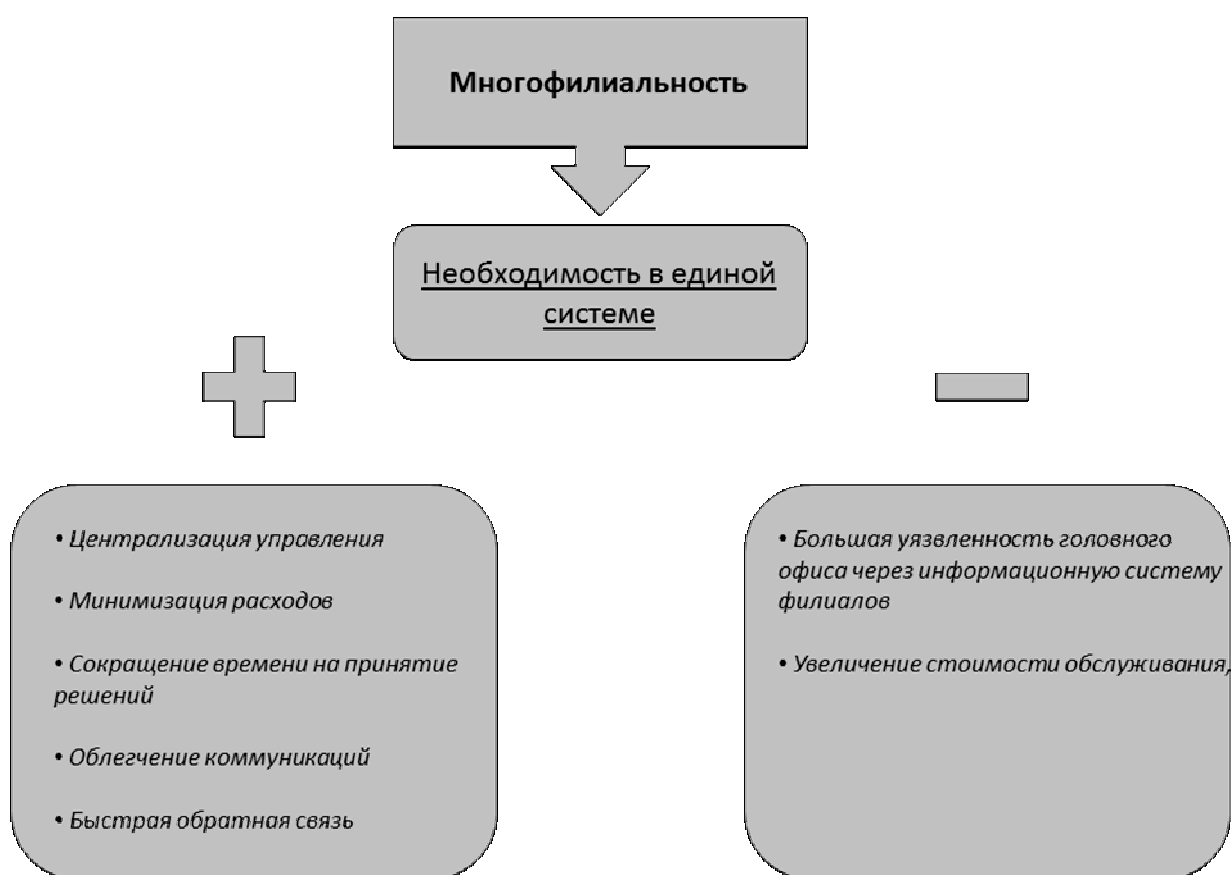 Многофилиальность
Необходимость в единой
системе
• Централизация управления
• Минимизация расходов
• Сокращение времени на принятие
решений
• Облегчение коммуникаций
• Быстрая обратная связь
• Большая уязвленность головного
офиса через информационную систему
филиалов
• Увеличение стоимости обслуживания,